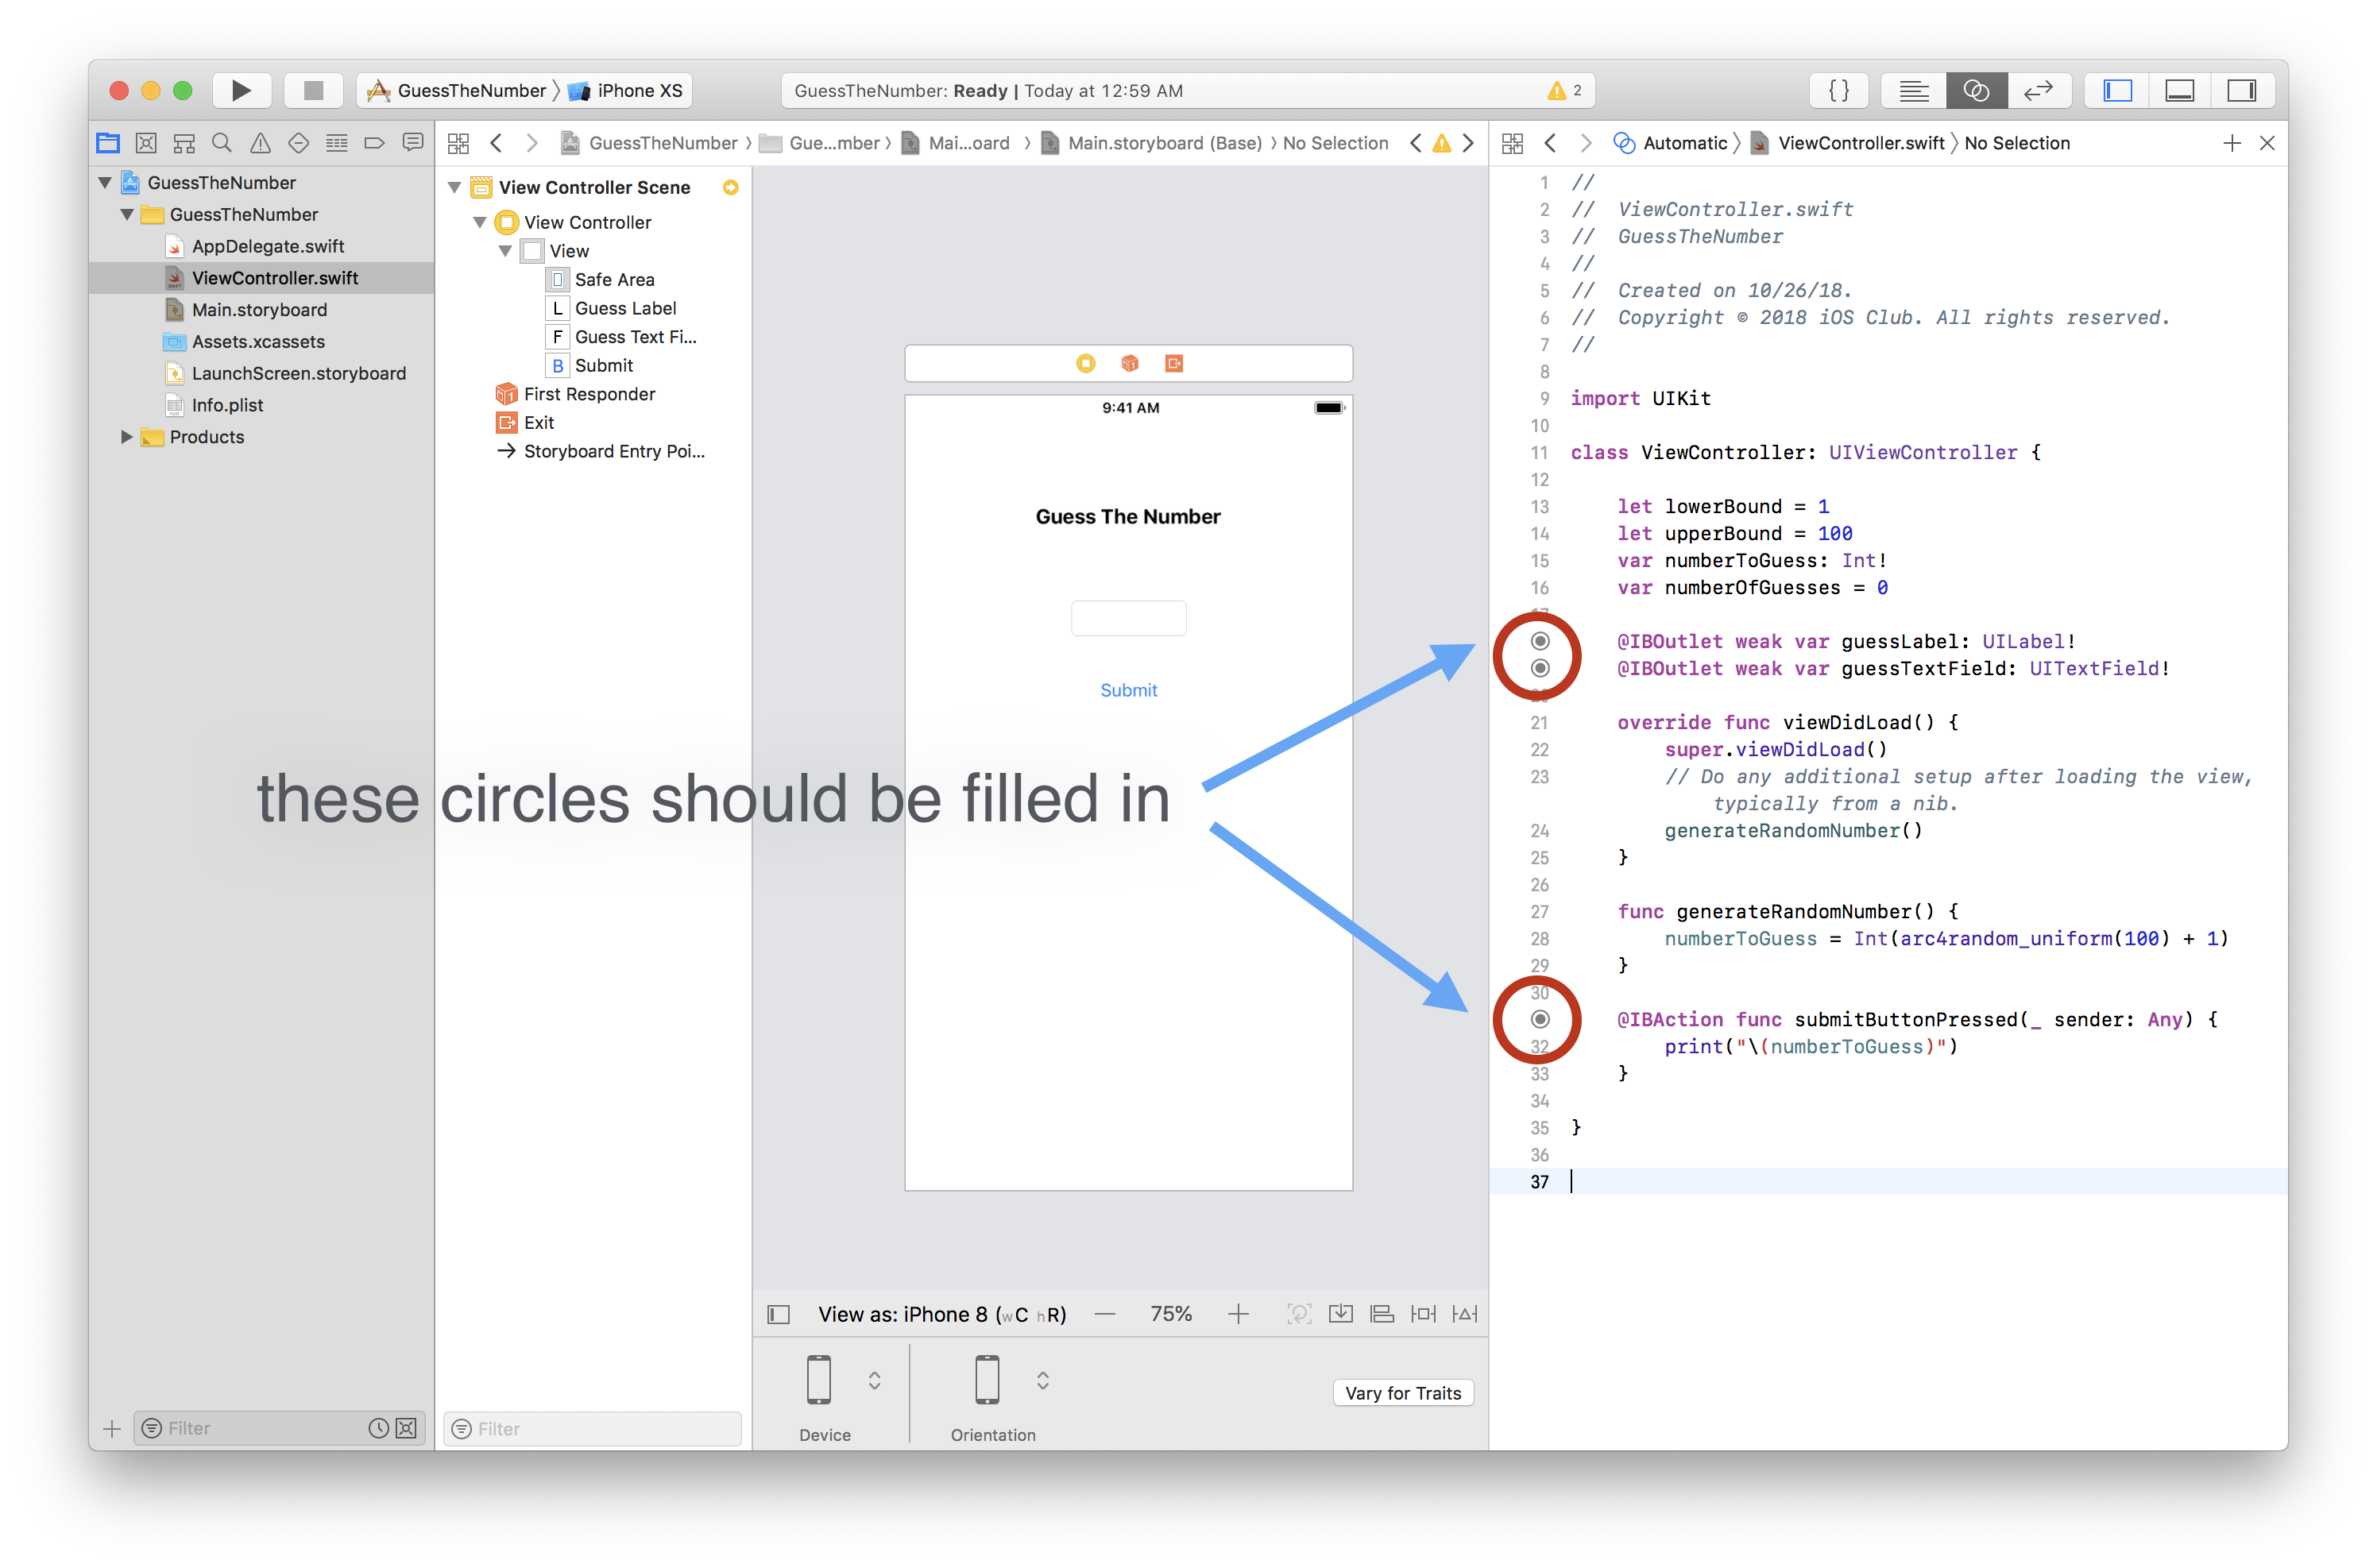 GuessTheNumber 〉 iPhone XS
GuessTheNumber: Ready | Today at 12:59 AM
2
{ }
GuessTheNumber
GuessTheNumber
AppDelegate.swift
ViewController.swift
Main.storyboard
Assets.xcassets
LaunchScreen.storyboard
Info.plist
Products
Filter
GuessTheNumber 〉 Gue...mber 〉 Mai...oard 〉 Main.storyboard (Base) 〉 No Selection
View Controller Scene
View Controller
View
Safe Area
L Guess Label
F Guess Text Fi...
B Submit
First Responder
Exit
Storyboard Entry Poi...
Filter
9:41 AM
Guess The Number
Submit
these circles should be filled in
View as: iPhone 8 (wC hR)
75%
Device
Orientation
Vary for Traits
Automatic 〉 ViewController.swift 〉 No Selection
1 //
2 //  ViewController.swift
3 //  GuessTheNumber
4 //
5 //  Created on 10/26/18.
6 //  Copyright © 2018 iOS Club. All rights reserved.
7 //
8
9 import UIKit
10
11 class ViewController: UIViewController {
12
13     let lowerBound = 1
14     let upperBound = 100
15     var numberToGuess: Int!
16     var numberOfGuesses = 0
17
@IBOutlet weak var guessLabel: UILabel!
@IBOutlet weak var guessTextField: UITextField!
20
21     override func viewDidLoad() {
22         super.viewDidLoad()
23         // Do any additional setup after loading the view,
typically from a nib.
24         generateRandomNumber()
25     }
26
27     func generateRandomNumber() {
28         numberToGuess = Int(arc4random_uniform(100) + 1)
29     }
30
@IBAction func submitButtonPressed(_ sender: Any) {
32         print("\(numberToGuess)")
33     }
34
35 }
36
37